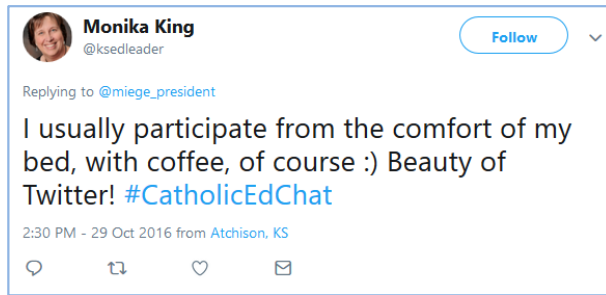 Monika King
@ksedleader
Follow
Replying to @miege_president
I usually participate from the comfort of my
bed, with coffee, of course :) Beauty of
Twitter! #CatholicEdChat
2:30 PM - 29 Oct 2016 from Atchison, KS